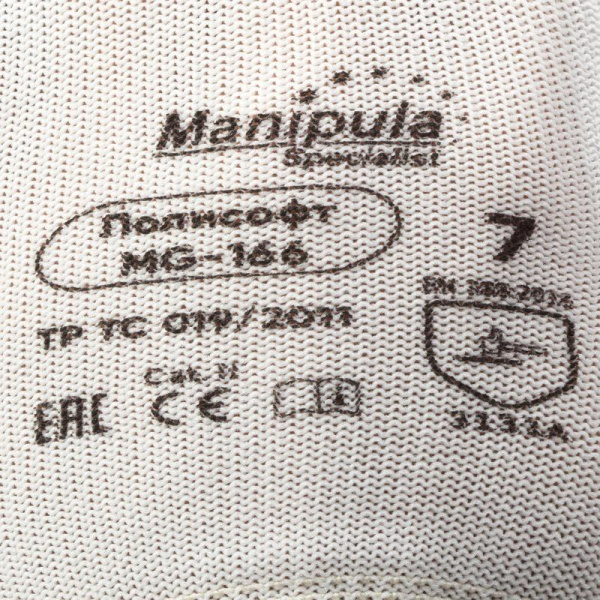 Manipula
Specialist
Полисофт
MG-166
7
ТР ТС 019/2011
EN 388:2016
Cat. II
EAC CE
3131A